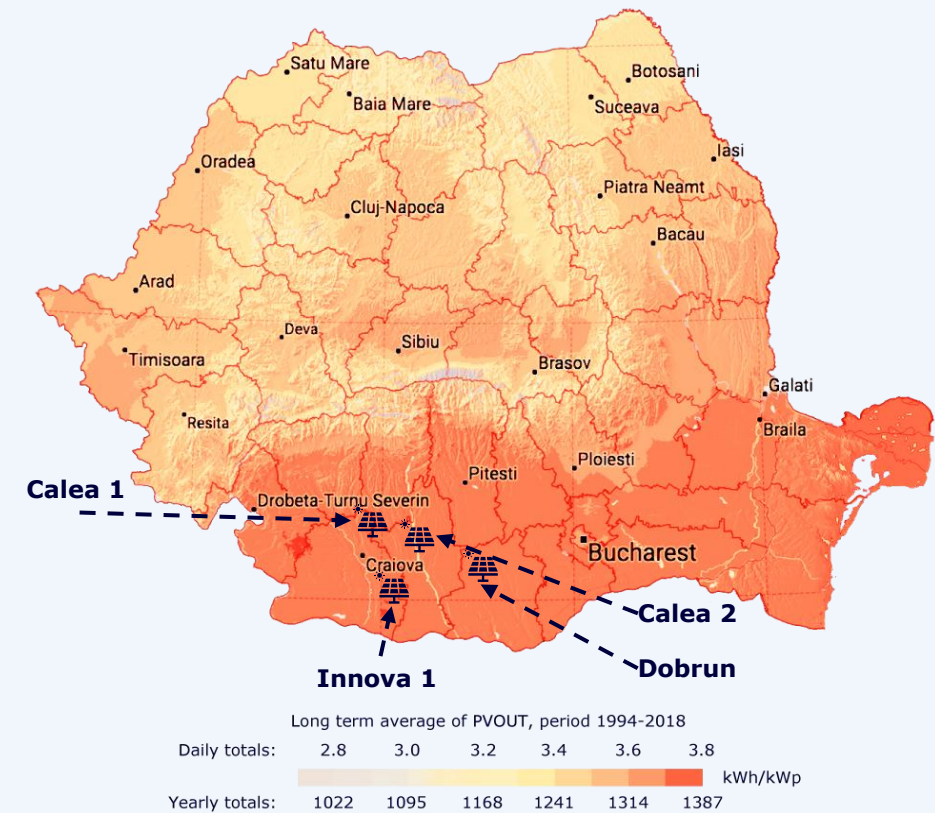 Satu Mare
Botosani
Baia Mare
Suceava
Iasi
Oradea
Piatra Neamt
Cluj-Napoca
Bacau
Arad
Deva
Sibiu
Timisoara
Brasov
Galati
Resita
Braila
Ploiesti
Pitesti
Calea 1
Drobeta-Turnu Severin
Bucharest
Craiova
Calea 2
Dobrun
Innova 1
Long term average of PVOUT, period 1994-2018
Daily totals: 2.8 3.0 3.2 3.4 3.6 3.8
kWh/kWp
Yearly totals: 1022 1095 1168 1241 1314 1387